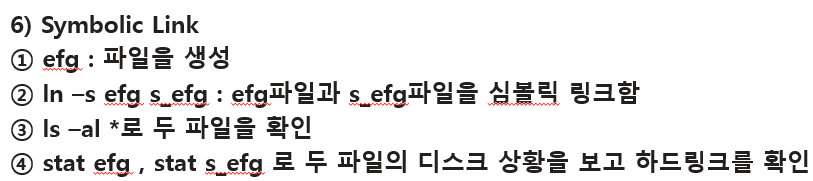 6) Symbolic Link
① efg : 파일을 생성
② ln –s efg s_efg : efg파일과 s_efg파일을 심볼릭 링크함
③ ls –al *로 두 파일을 확인
④ stat efg , stat s_efg 로 두 파일의 디스크 상황을 보고 하드링크를 확인